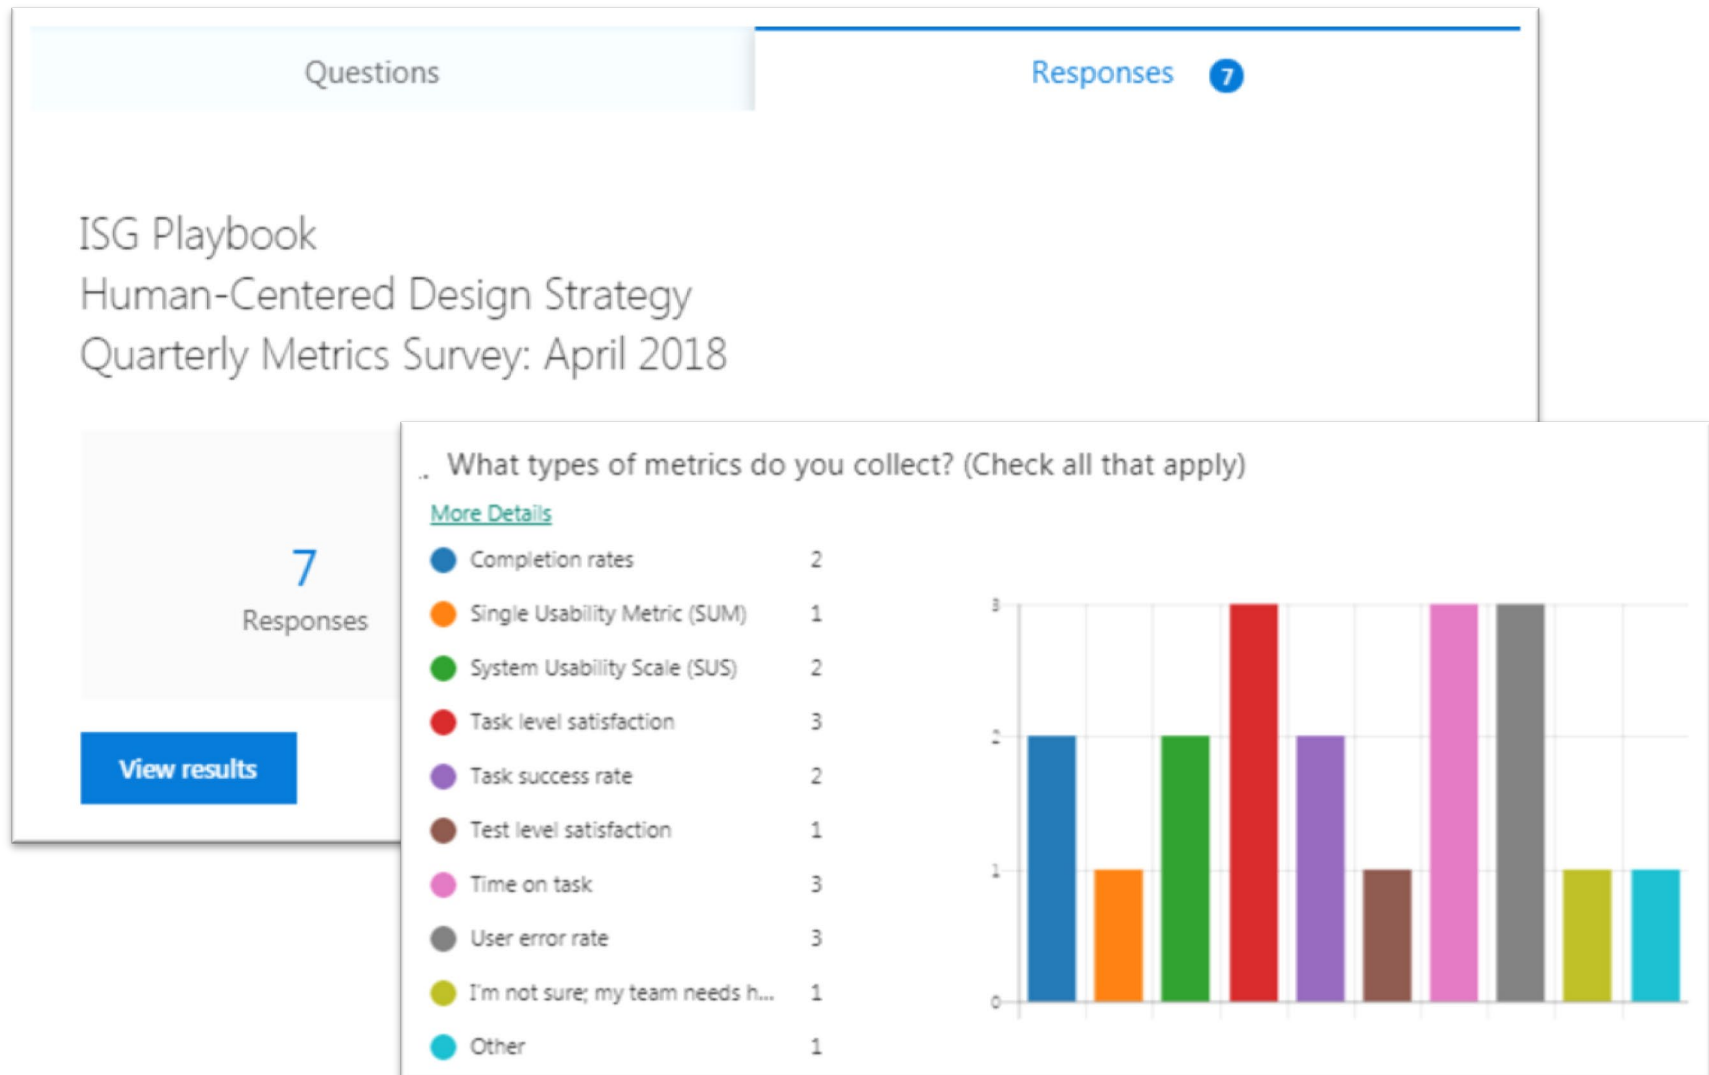 Questions
Responses 7
ISG Playbook
Human-Centered Design Strategy
Quarterly Metrics Survey: April 2018
7
Responses
View results
What types of metrics do you collect? (Check all that apply)
More Details
Completion rates 2
Single Usability Metric (SUM) 1
System Usability Scale (SUS) 2
Task level satisfaction 3
Task success rate 2
Test level satisfaction 1
Time on task 3
User error rate 3
I'm not sure; my team needs h... 1
Other 1
3
2
1
0